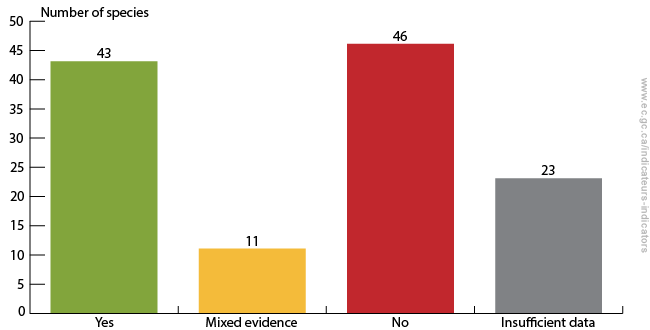 Number of species
50
45
40
35
30
25
20
15
10
5
0
43
11
46
23
Yes
Mixed evidence
No
Insufficient data
www.ec.gc.ca/indicateurs-indicators